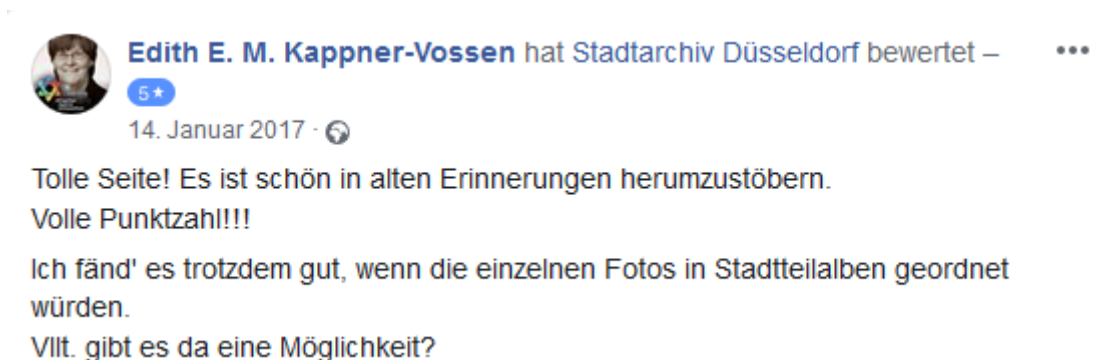 Edith E. M. Kappner-Vossen hat Stadtarchiv Düsseldorf bewertet –
5★
14. Januar 2017 ·
Tolle Seite! Es ist schön in alten Erinnerungen herumzustöbern.
Volle Punktzahl!!!
Ich fänd' es trotzdem gut, wenn die einzelnen Fotos in Stadtteilalben geordnet
würden.
Vllt. gibt es da eine Möglichkeit?